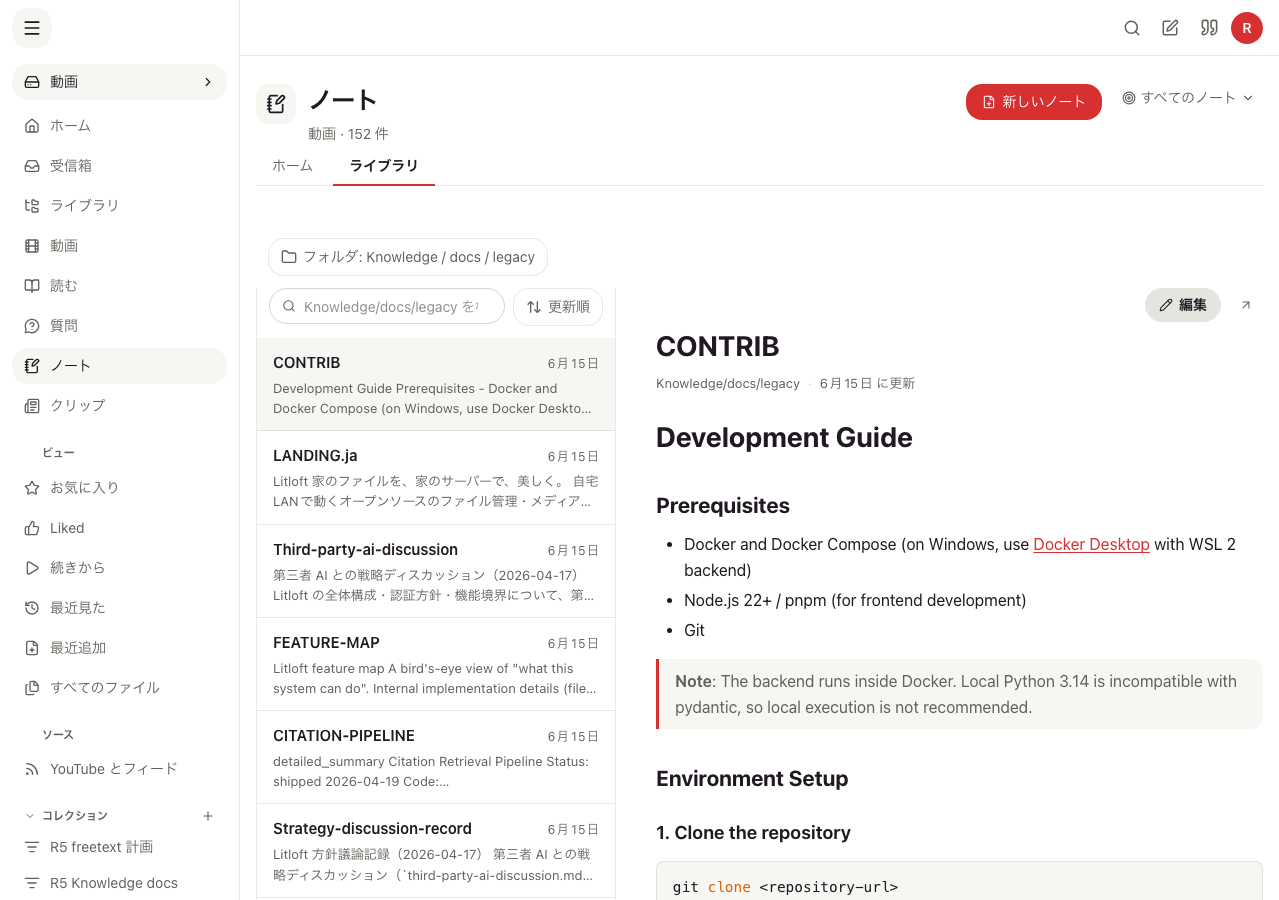 動画
ホーム
受信箱
ライブラリ
動画
読む
質問
ノート
クリップ
ビュー
お気に入り
Liked
続きから
最近見た
最近追加
すべてのファイル
ソース
YouTube とフィード
コレクション
R5 freetext 計画
R5 Knowledge docs
R
ノート
動画 · 152 件
新しいノート
すべてのノート
ホーム
ライブラリ
フォルダ: Knowledge / docs / legacy
Knowledge/docs/legacy を
更新順
CONTRIB
6月15日
Development Guide Prerequisites - Docker and
Docker Compose (on Windows, use Docker Deskto…
LANDING.ja
6月15日
Litloft 家のファイルを、家のサーバーで、美しく。 自宅
LAN で動くオープンソースのファイル管理・メディア…
Third-party-ai-discussion
6月15日
第三者 AI との戦略ディスカッション（2026-04-17）
Litloft の全体構成・認証方針・機能境界について、第…
FEATURE-MAP
6月15日
Litloft feature map A bird's-eye view of "what this
system can do". Internal implementation details (file…
CITATION-PIPELINE
6月15日
detailed_summary Citation Retrieval Pipeline Status:
shipped 2026-04-19 Code:…
Strategy-discussion-record
6月15日
Litloft 方針議論記録（2026-04-17） 第三者 AI との戦
略ディスカッション（`third-party-ai-discussion.md…
編集
CONTRIB
Knowledge/docs/legacy · 6月15日 に更新
Development Guide
Prerequisites
• Docker and Docker Compose (on Windows, use Docker Desktop with WSL 2
backend)
• Node.js 22+ / pnpm (for frontend development)
• Git
Note: The backend runs inside Docker. Local Python 3.14 is incompatible with
pydantic, so local execution is not recommended.
Environment Setup
1. Clone the repository
git clone <repository-url>